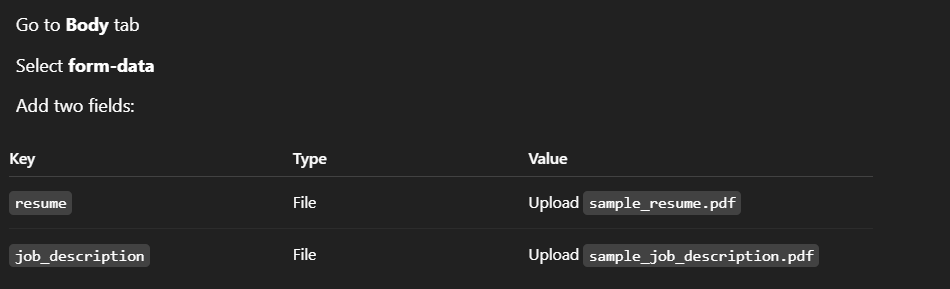 Go to Body tab
Select form-data
Add two fields:
Key Type Value
resume File Upload sample_resume.pdf
job_description File Upload sample_job_description.pdf